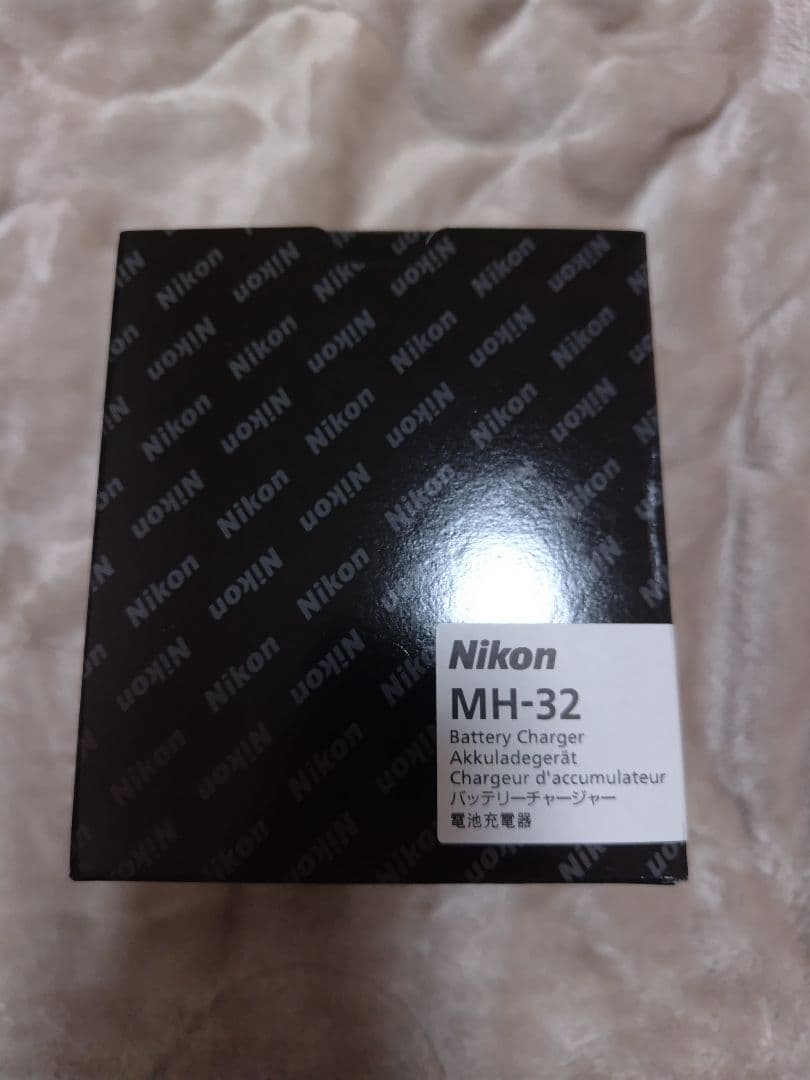 Nikon
MH-32
Battery Charger
Akkuladegerät
Chargeur d'accumulateur
バッテリーチャージャー
電池充電器